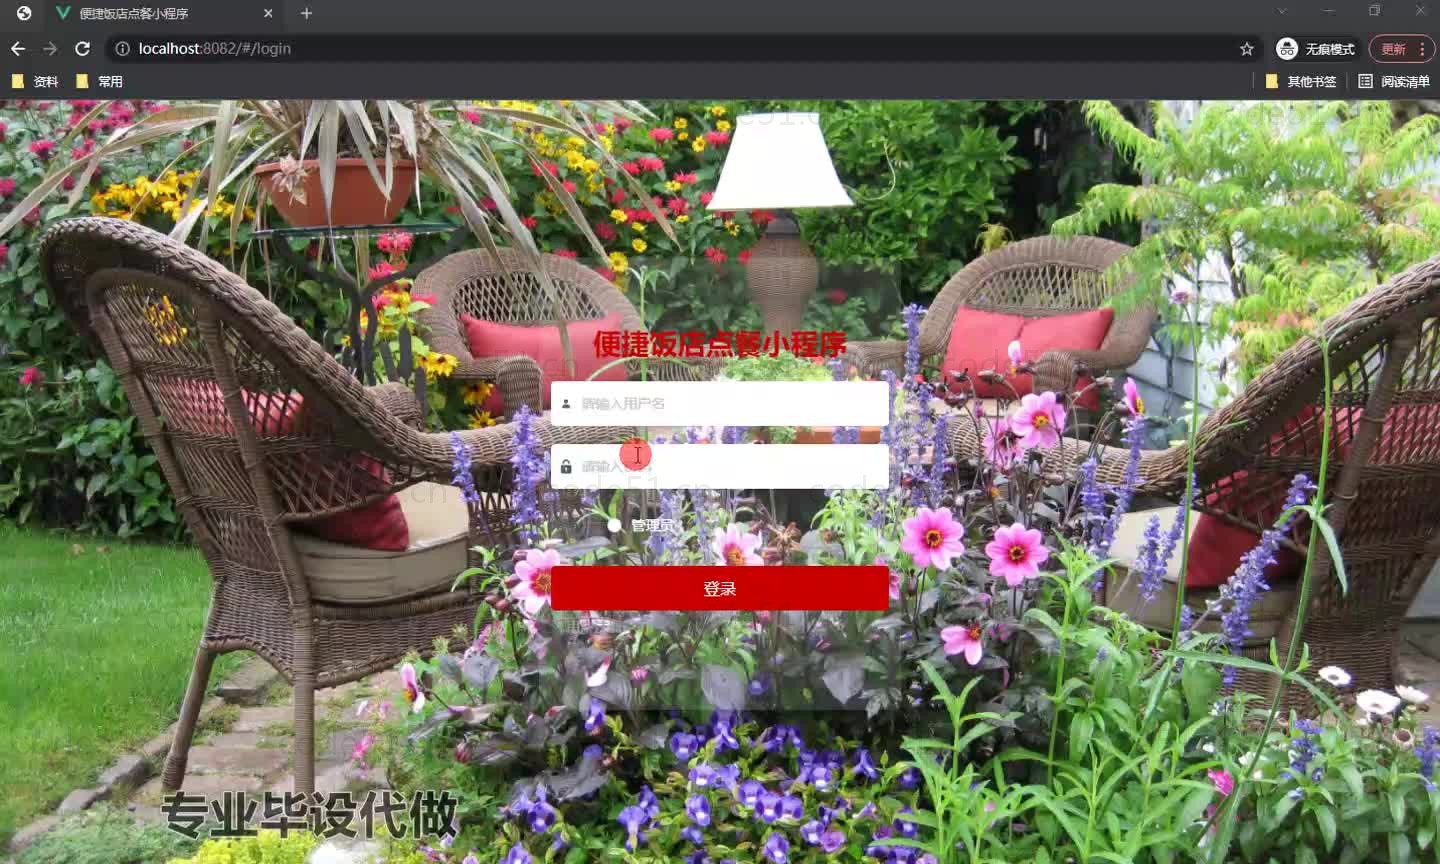 便捷饭店点餐小程序
localhost:8082/#/login
无痕模式
更新
资料
常用
其他书签
阅读清单
便捷饭店点餐小程序
请输入用户名
请输入
管理员
登录
专业毕设代做